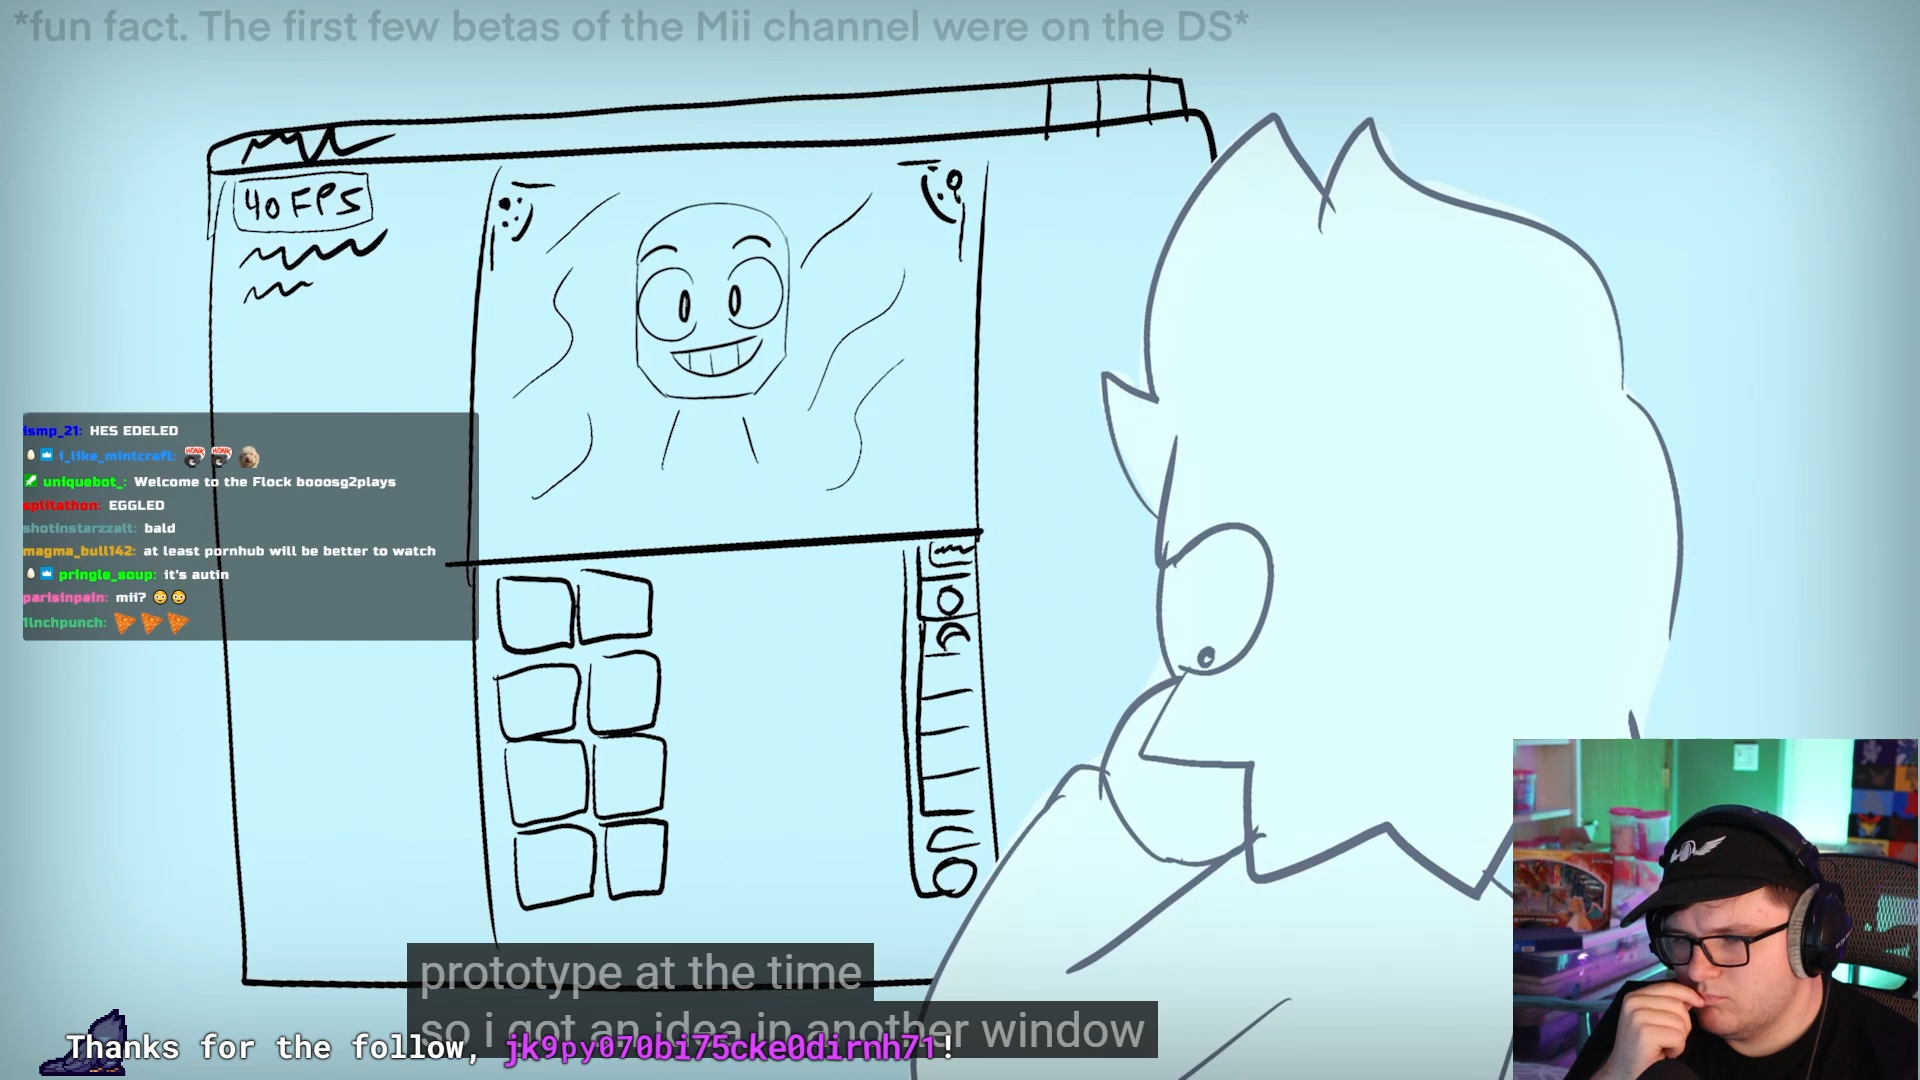 *fun fact. The first few betas of the Mii channel were on the DS*
40 FPS
ismp_21: HES EDELED
i_like_mintcraft:
uniquebot_: Welcome to the Flock booosg2plays
splitathon: EGGLED
shotinstarzzalt: bald
magma_bull142: at least pornhub will be better to watch
pringle_soup: it's autin
parisinpain: mii? 😳😳
1lnchpunch: 🍕🍕🍕
prototype at the time
so i got an idea in another window
Thanks for the follow, jk9py070bi75cke0dirnh71!